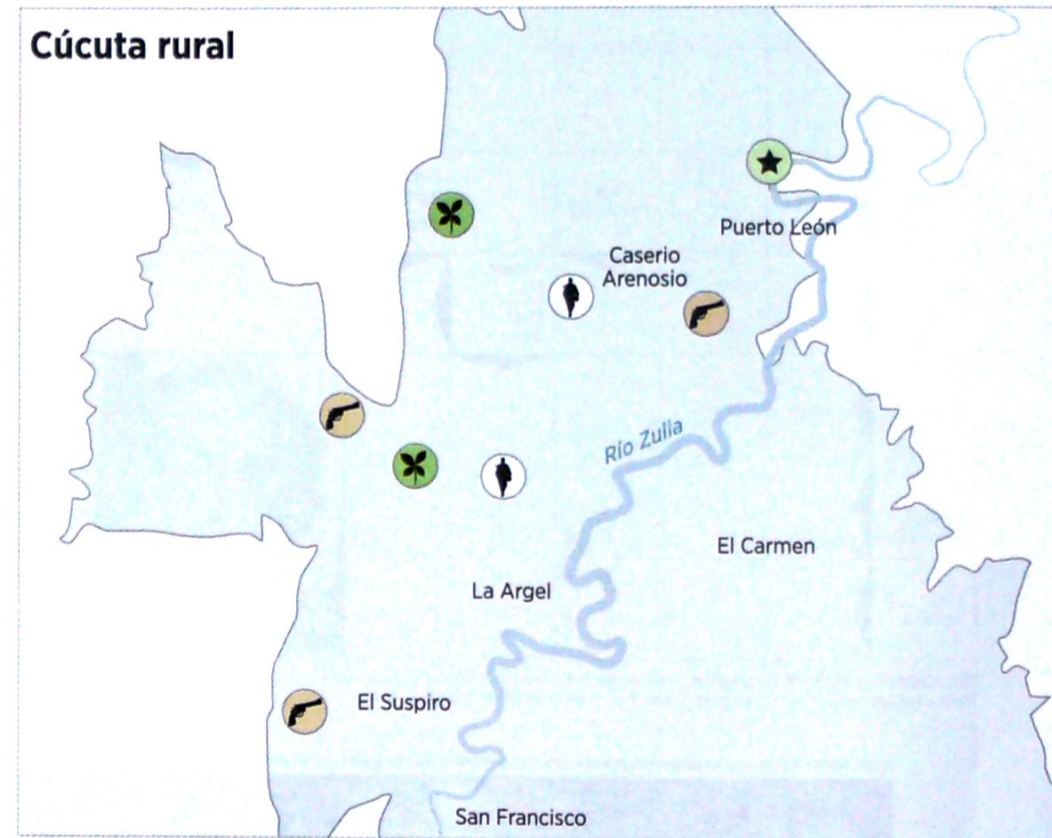 Cúcuta rural
Puerto León
Caserio
Arenosio
Río Zulia
El Carmen
La Argel
El Suspiro
San Francisco